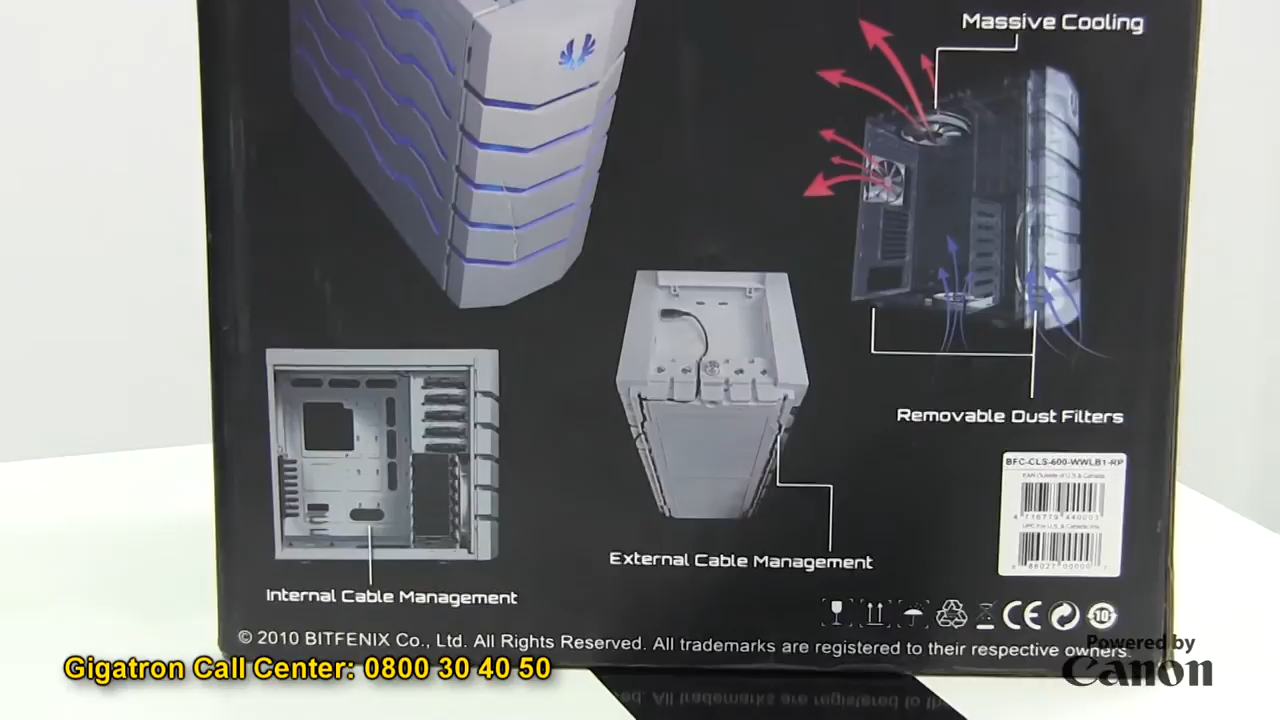 Massive Cooling
Removable Dust Filters
BFC-CLS-600-WWLB1-RP
External Cable Management
Internal Cable Management
10
© 2010 BITFENIX Co., Ltd. All Rights Reserved. All trademarks are registered to their respective owners.
Powered by
Canon
Gigatron Call Center: 0800 30 40 50